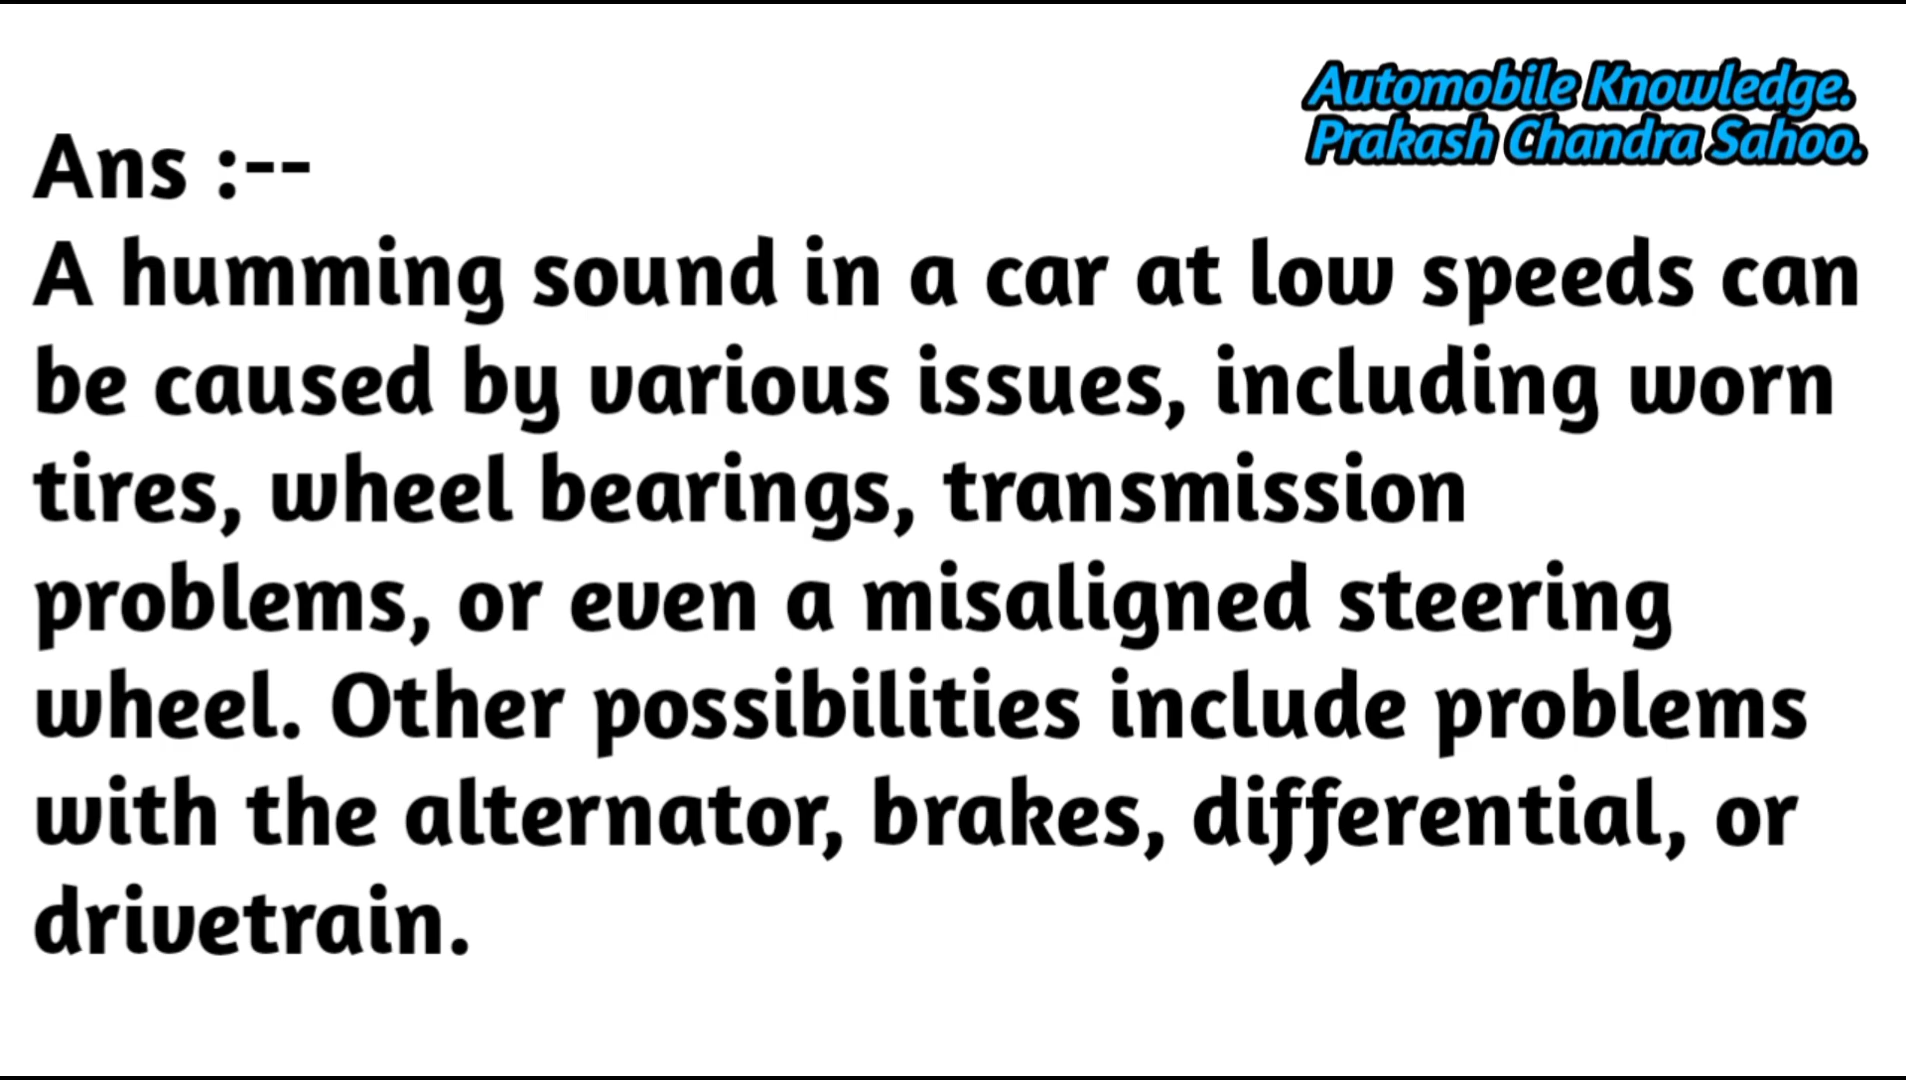 Automobile Knowledge.
Prakash Chandra Sahoo.
Ans :--
A humming sound in a car at low speeds can
be caused by various issues, including worn
tires, wheel bearings, transmission
problems, or even a misaligned steering
wheel. Other possibilities include problems
with the alternator, brakes, differential, or
drivetrain.